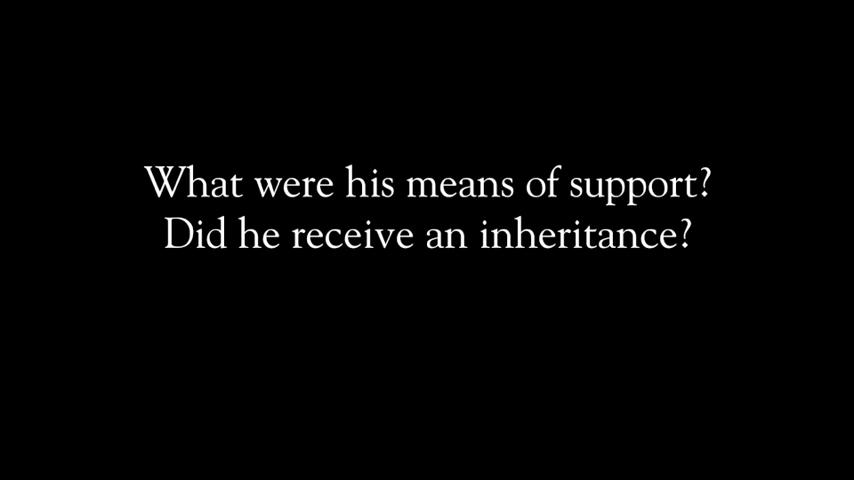 What were his means of support?
Did he receive an inheritance?